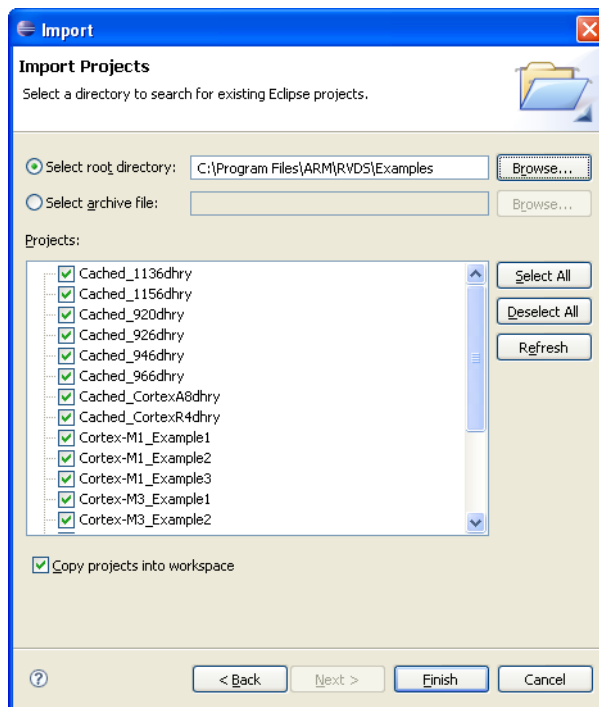 Import
Import Projects
Select a directory to search for existing Eclipse projects.
Select root directory: C:\Program Files\ARM\RVDS\Examples Browse...
Select archive file: Browse...
Projects:
Cached_1136dhry
Cached_1156dhry
Cached_920dhry
Cached_926dhry
Cached_946dhry
Cached_966dhry
Cached_CortexA8dhry
Cached_CortexR4dhry
Cortex-M1_Example1
Cortex-M1_Example2
Cortex-M1_Example3
Cortex-M3_Example1
Cortex-M3_Example2
Select All
Deselect All
Refresh
Copy projects into workspace
? < Back Next > Finish Cancel